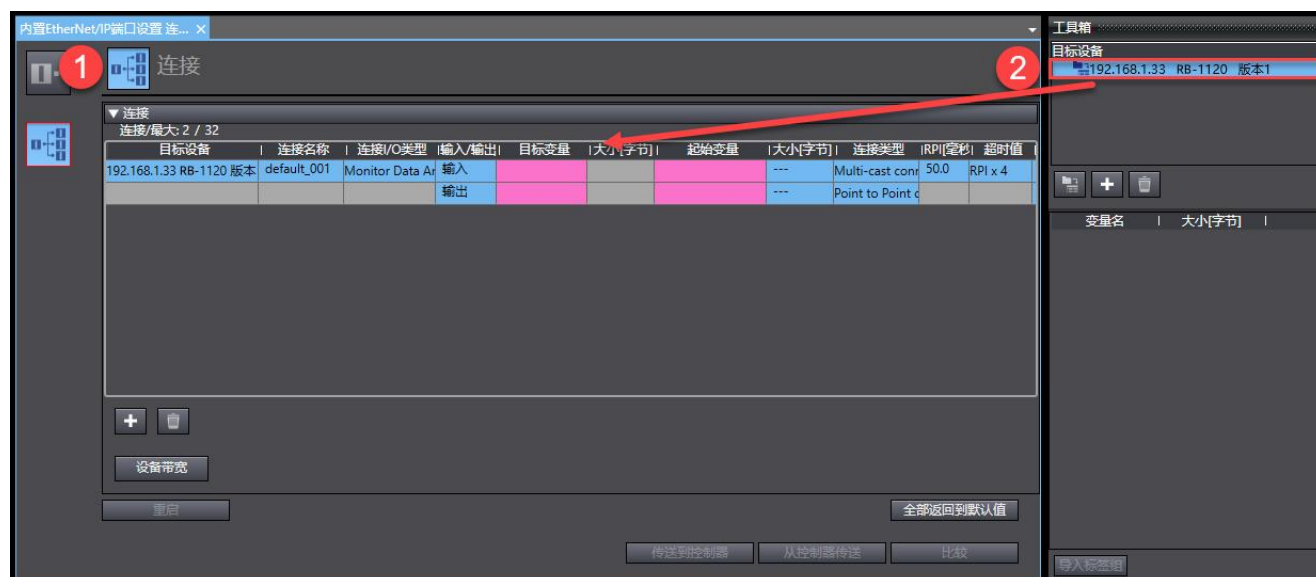 内置EtherNet/IP端口设置 连... ×
1
连接
▼连接
连接/最大: 2 / 32
目标设备 连接名称 连接I/O类型 输入/输出 目标变量 大小[字节] 起始变量 大小[字节] 连接类型 RPI[毫秒 超时值
192.168.1.33 RB-1120 版本 default_001 Monitor Data Ar 输入 --- Multi-cast conn 50.0 RPI x 4
输出 --- Point to Point c
+
设备带宽
重启
全部返回到默认值
传送到控制器 从控制器传送 比较
工具箱
目标设备
2
192.168.1.33 RB-1120 版本1
+
变量名 大小[字节]
导入标签组